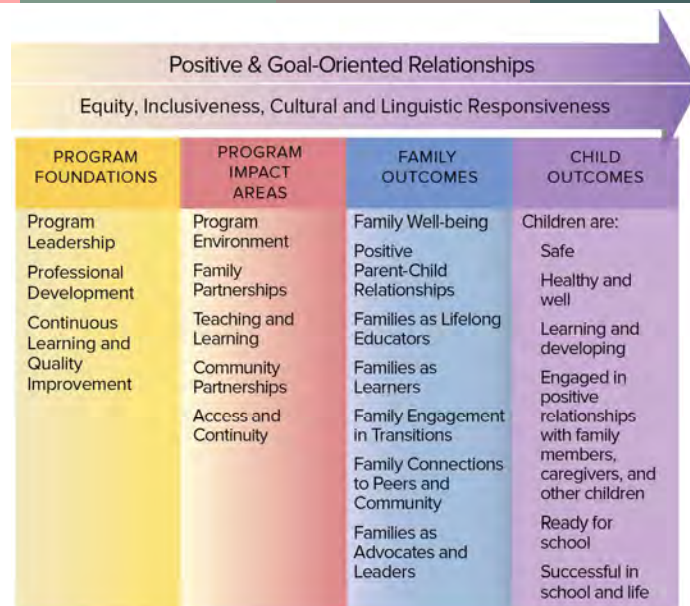 Positive & Goal-Oriented Relationships
Equity, Inclusiveness, Cultural and Linguistic Responsiveness
PROGRAM
FOUNDATIONS
Program
Leadership
Professional
Development
Continuous
Learning and
Quality
Improvement
PROGRAM
IMPACT
AREAS
Program
Environment
Family
Partnerships
Teaching and
Learning
Community
Partnerships
Access and
Continuity
FAMILY
OUTCOMES
Family Well-being
Positive
Parent-Child
Relationships
Families as Lifelong
Educators
Families as
Learners
Family Engagement
in Transitions
Family Connections
to Peers and
Community
Families as
Advocates and
Leaders
CHILD
OUTCOMES
Children are:
Safe
Healthy and
well
Learning and
developing
Engaged in
positive
relationships
with family
members,
caregivers, and
other children
Ready for
school
Successful in
school and life